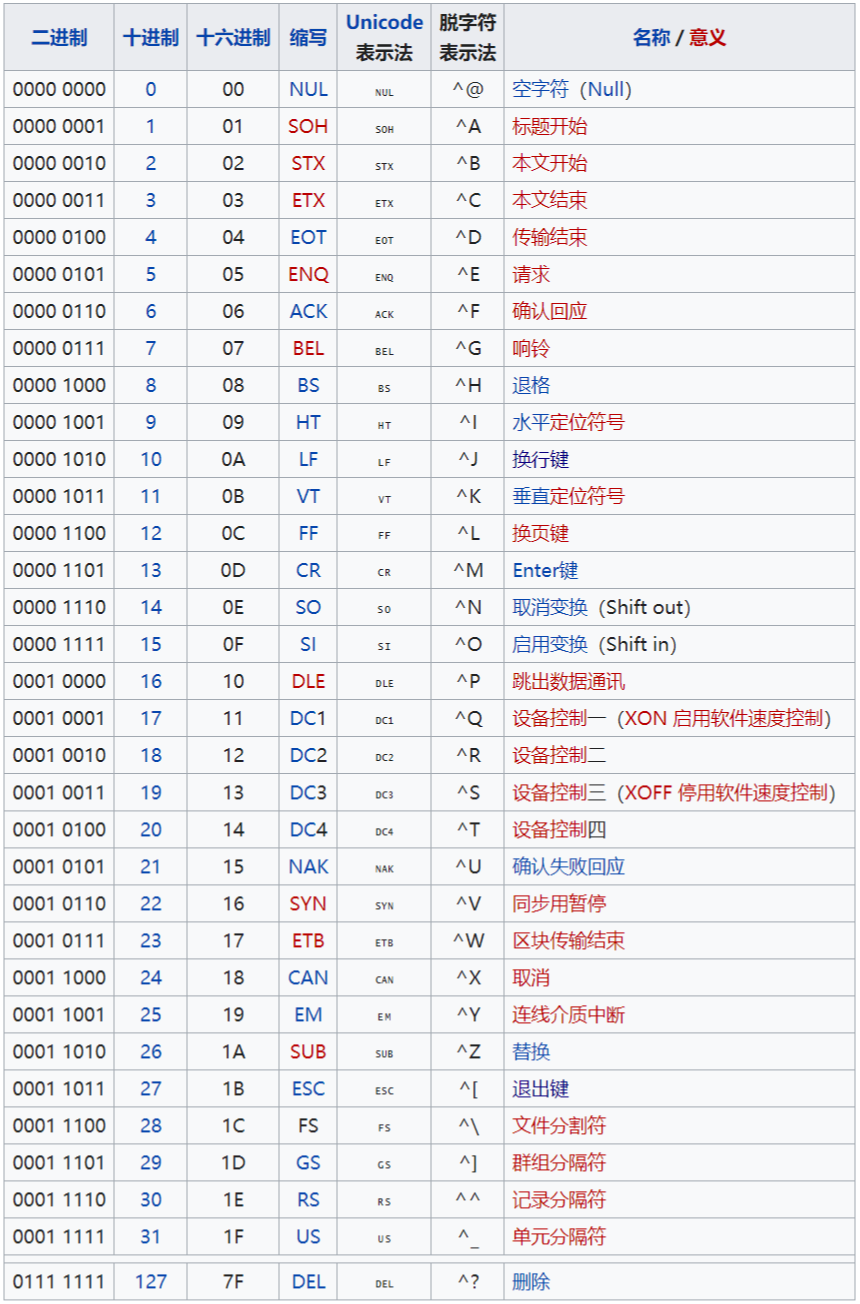 二进制 十进制 十六进制 缩写 Unicode 表示法 脱字符 表示法 名称 / 意义
0000 0000 0 00 NUL NUL ^@ 空字符（Null）
0000 0001 1 01 SOH SOH ^A 标题开始
0000 0010 2 02 STX STX ^B 本文开始
0000 0011 3 03 ETX ETX ^C 本文结束
0000 0100 4 04 EOT EOT ^D 传输结束
0000 0101 5 05 ENQ ENQ ^E 请求
0000 0110 6 06 ACK ACK ^F 确认回应
0000 0111 7 07 BEL BEL ^G 响铃
0000 1000 8 08 BS BS ^H 退格
0000 1001 9 09 HT HT ^I 水平定位符号
0000 1010 10 0A LF LF ^J 换行键
0000 1011 11 0B VT VT ^K 垂直定位符号
0000 1100 12 0C FF FF ^L 换页键
0000 1101 13 0D CR CR ^M Enter键
0000 1110 14 0E SO SO ^N 取消变换（Shift out）
0000 1111 15 0F SI SI ^O 启用变换（Shift in）
0001 0000 16 10 DLE DLE ^P 跳出数据通讯
0001 0001 17 11 DC1 DC1 ^Q 设备控制一（XON 启用软件速度控制）
0001 0010 18 12 DC2 DC2 ^R 设备控制二
0001 0011 19 13 DC3 DC3 ^S 设备控制三（XOFF 停用软件速度控制）
0001 0100 20 14 DC4 DC4 ^T 设备控制四
0001 0101 21 15 NAK NAK ^U 确认失败回应
0001 0110 22 16 SYN SYN ^V 同步用暂停
0001 0111 23 17 ETB ETB ^W 区块传输结束
0001 1000 24 18 CAN CAN ^X 取消
0001 1001 25 19 EM EM ^Y 连线介质中断
0001 1010 26 1A SUB SUB ^Z 替换
0001 1011 27 1B ESC ESC ^[ 退出键
0001 1100 28 1C FS FS ^\ 文件分割符
0001 1101 29 1D GS GS ^] 群组分隔符
0001 1110 30 1E RS RS ^^ 记录分隔符
0001 1111 31 1F US US ^_ 单元分隔符
0111 1111 127 7F DEL DEL ^? 删除